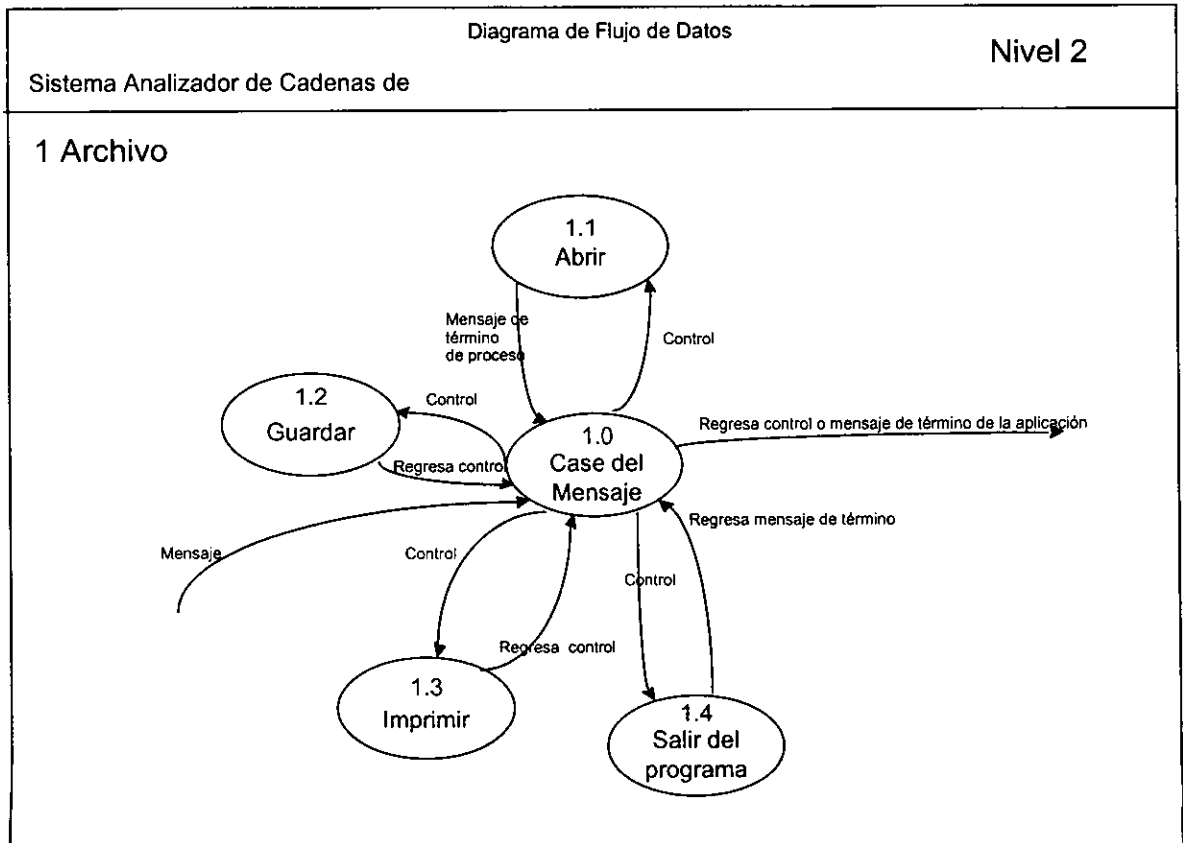 Diagrama de Flujo de Datos
Nivel 2
Sistema Analizador de Cadenas de
1 Archivo
1.1
Abrir
Mensaje de
término
de proceso
Control
1.2
Guardar
Control
Regresa control
1.0
Case del
Mensaje
Regresa control o mensaje de término de la aplicación
Regresa mensaje de término
Mensaje
Control
Control
Regresa control
1.3
Imprimir
1.4
Salir del
programa